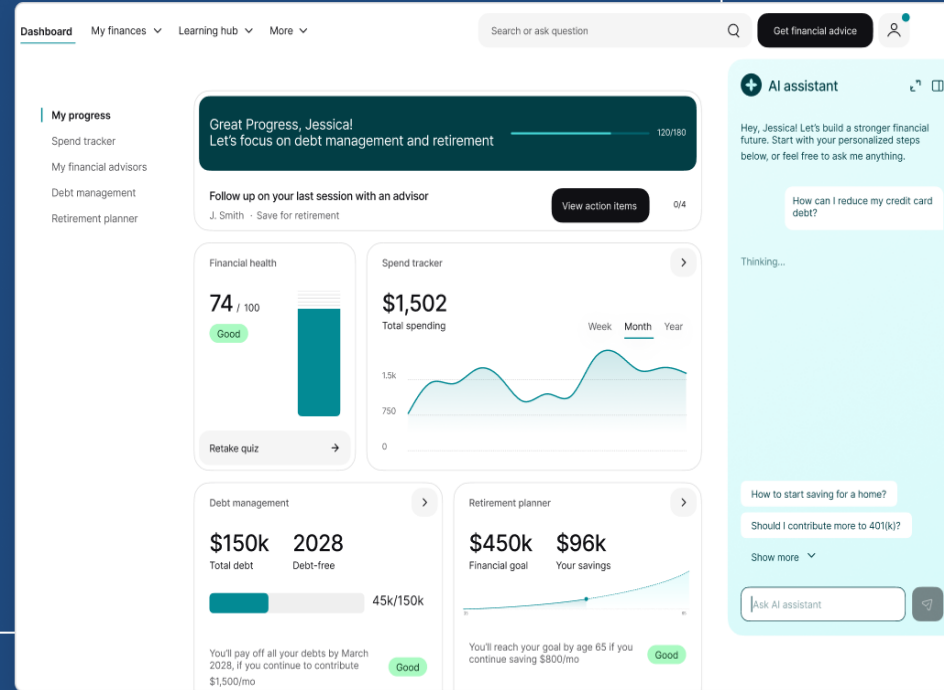 Dashboard My finances Learning hub More
Search or ask question
Get financial advice
My progress
Spend tracker
My financial advisors
Debt management
Retirement planner
Great Progress, Jessica!
Let's focus on debt management and retirement
120/180
Follow up on your last session with an advisor
J. Smith · Save for retirement
View action items
0/4
Financial health
74 / 100
Good
Retake quiz
Spend tracker
$1,502
Total spending
Week Month Year
1.5k
750
0
Debt management
$150k 2028
Total debt Debt-free
45k/150k
You'll pay off all your debts by March
2028, if you continue to contribute
$1,500/mo
Good
Retirement planner
$450k $96k
Financial goal Your savings
You'll reach your goal by age 65 if you
continue saving $800/mo
Good
AI assistant
Hey, Jessica! Let's build a stronger financial
future. Start with your personalized steps
below, or feel free to ask me anything.
How can I reduce my credit card
debt?
Thinking...
How to start saving for a home?
Should I contribute more to 401(k)?
Show more
Ask AI assistant